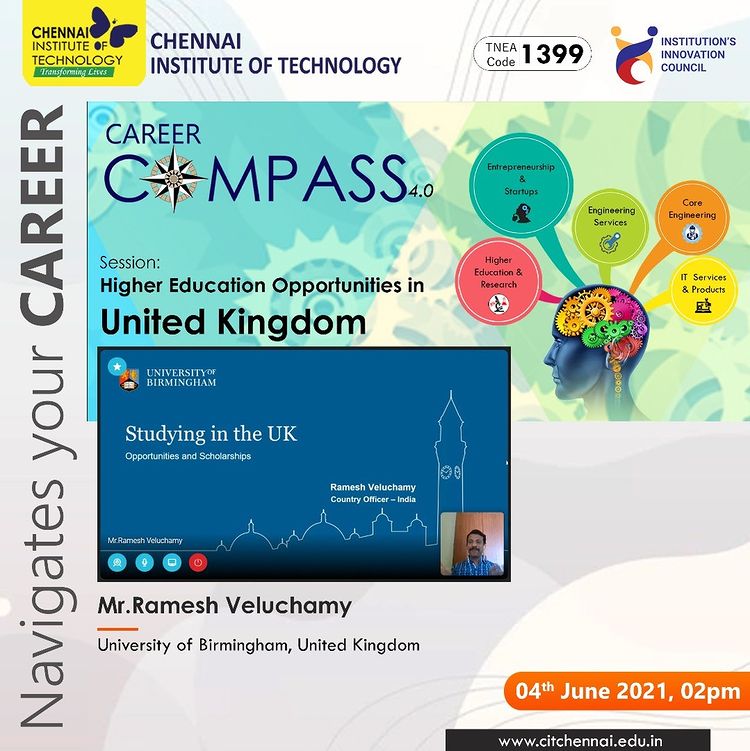 CHENNAI
INSTITUTE OF
TECHNOLOGY
Transforming Lives
CHENNAI
INSTITUTE OF TECHNOLOGY
TNEA
Code 1399
INSTITUTION'S
INNOVATION
COUNCIL
Navigates your CAREER
CAREER
COMPASS 4.0
Session:
Higher Education Opportunities in
United Kingdom
Entrepreneurship
&
Startups
Engineering
Services
Core
Engineering
Higher
Education &
Research
IT Services
& Products
UNIVERSITY OF
BIRMINGHAM
Studying in the UK
Opportunities and Scholarships
Ramesh Veluchamy
Country Officer – India
Mr.Ramesh Veluchamy
Mr.Ramesh Veluchamy
University of Birmingham, United Kingdom
04th June 2021, 02pm
www.citchennai.edu.in